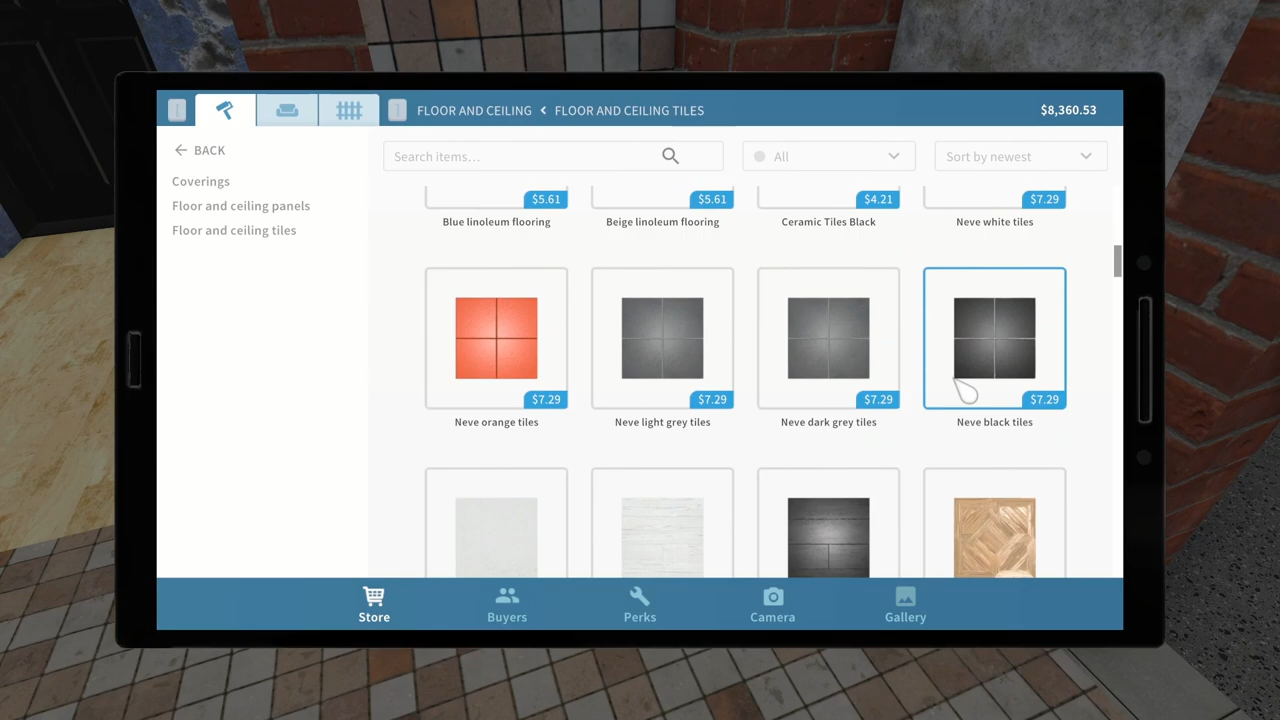 FLOOR AND CEILING < FLOOR AND CEILING TILES
$8,360.53
BACK
Search items...
All
Sort by newest
Coverings
Floor and ceiling panels
Floor and ceiling tiles
$5.61
$5.61
$4.21
$7.29
Blue linoleum flooring
Beige linoleum flooring
Ceramic Tiles Black
Neve white tiles
$7.29
$7.29
$7.29
$7.29
Neve orange tiles
Neve light grey tiles
Neve dark grey tiles
Neve black tiles
Store
Buyers
Perks
Camera
Gallery